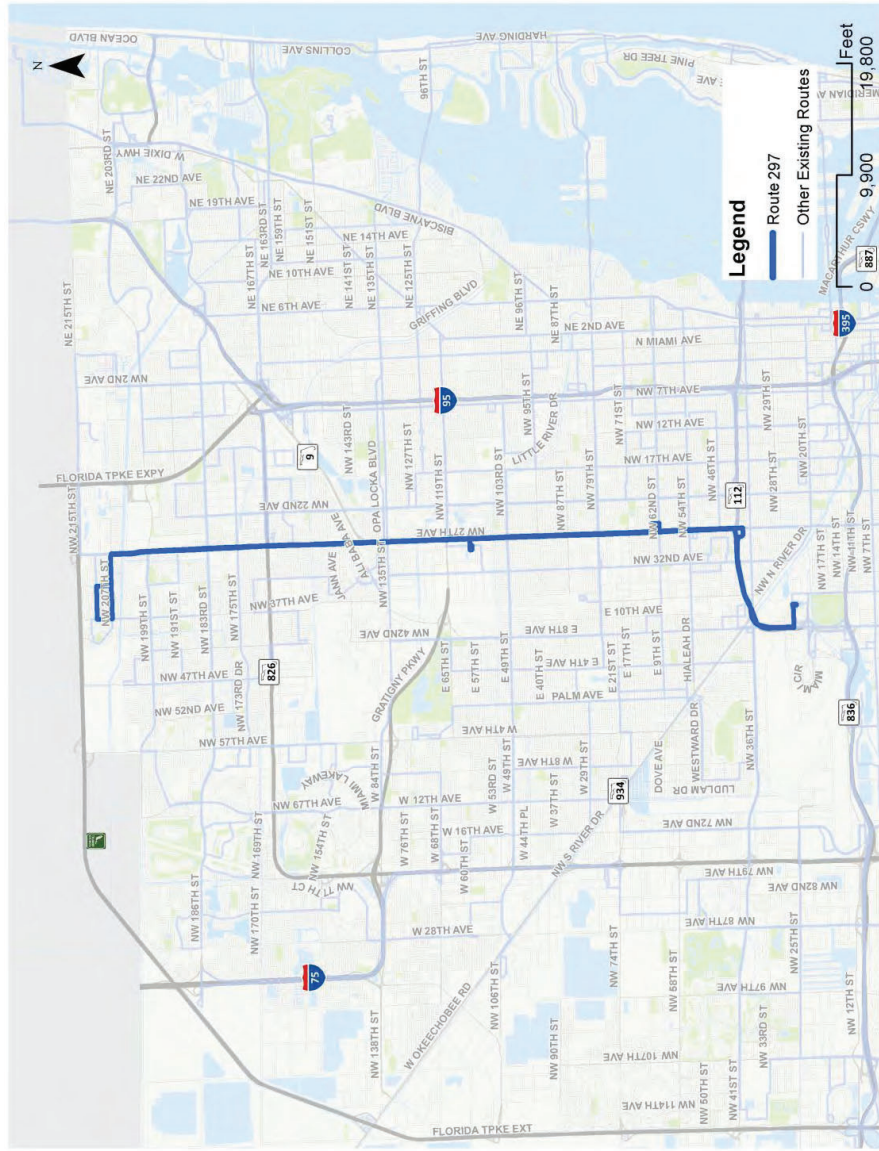 N
OCEAN BLVD
NE 203RD ST
W DIXIE HWY
COLLINS AVE
HARDING AVE
PINE TREE DR
96TH ST
NE 22ND AVE
NE 19TH AVE
NE 167TH ST
NE 163RD ST
NE 159TH ST
NE 151ST ST
NE 14TH AVE
BISCAYNE BLVD
NE 10TH AVE
NE 141ST ST
NE 135TH ST
NE 125TH ST
NE 215TH ST
NE 6TH AVE
GRIFFING BLVD
NE 96TH ST
NE 87TH ST
NE 2ND AVE
N MIAMI AVE
NW 2ND AVE
95
NW 7TH AVE
NW 95TH ST
NW 71ST ST
NW 12TH AVE
NW 29TH ST
NW 20TH ST
9
NW 143RD ST
OPA LOCKA BLVD
NW 127TH ST
NW 119TH ST
LITTLE RIVER DR
NW 103RD ST
NW 87TH ST
NW 79TH ST
NW 17TH AVE
NW 62ND ST
NW 54TH ST
NW 46TH ST
112
NW 28TH ST
FLORIDA TPKE EXPY
NW 215TH ST
NW 22ND AVE
NW 27TH AVE
NW 207TH ST
ALI BABA AVE
JANN AVE
NW 135TH ST
NW 32ND AVE
NW N RIVER DR
NW 17TH ST
NW 14TH ST
NW 11TH ST
NW 7TH ST
NW 199TH ST
NW 191ST ST
NW 183RD ST
NW 175TH ST
NW 37TH AVE
NW 42ND AVE
E 8TH AVE
E 10TH AVE
NW 47TH AVE
826
GRATIGNY PKWY
E 65TH ST
E 57TH ST
E 49TH ST
E 40TH ST
E 4TH AVE
E 21ST ST
E 17TH ST
E 9TH ST
HIALEAH DR
NW 52ND AVE
NW 173RD DR
PALM AVE
CIR
836
NW 57TH AVE
W 4TH AVE
MIAMI LAKEWAY
W 84TH ST
W 53RD ST
W 49TH ST
W 8TH AVE
W 29TH ST
DOVE AVE
WESTWARD DR
NW 36TH ST
NW 67TH AVE
W 12TH AVE
W 37TH ST
934
LUDLAM DR
NW 169TH ST
NW 154TH ST
W 76TH ST
W 68TH ST
W 16TH AVE
W 44TH PL
NW S RIVER DR
NW 72ND AVE
NW 77TH CT
W 60TH ST
NW 79TH AVE
NW 186TH ST
NW 170TH ST
W 28TH AVE
NW 82ND AVE
NW 87TH AVE
NW 25TH ST
75
W OKEECHOBEE RD
NW 106TH ST
NW 74TH ST
NW 58TH ST
NW 97TH AVE
NW 12TH ST
NW 138TH ST
NW 90TH ST
NW 107TH AVE
NW 33RD ST
NW 50TH ST
NW 41ST ST
NW 114TH AVE
FLORIDA TPKE EXT
MERIDIAN AV
MACARTHUR CSWY
887
395
Legend
Route 297
Other Existing Routes
0 9,900 19,800
Feet